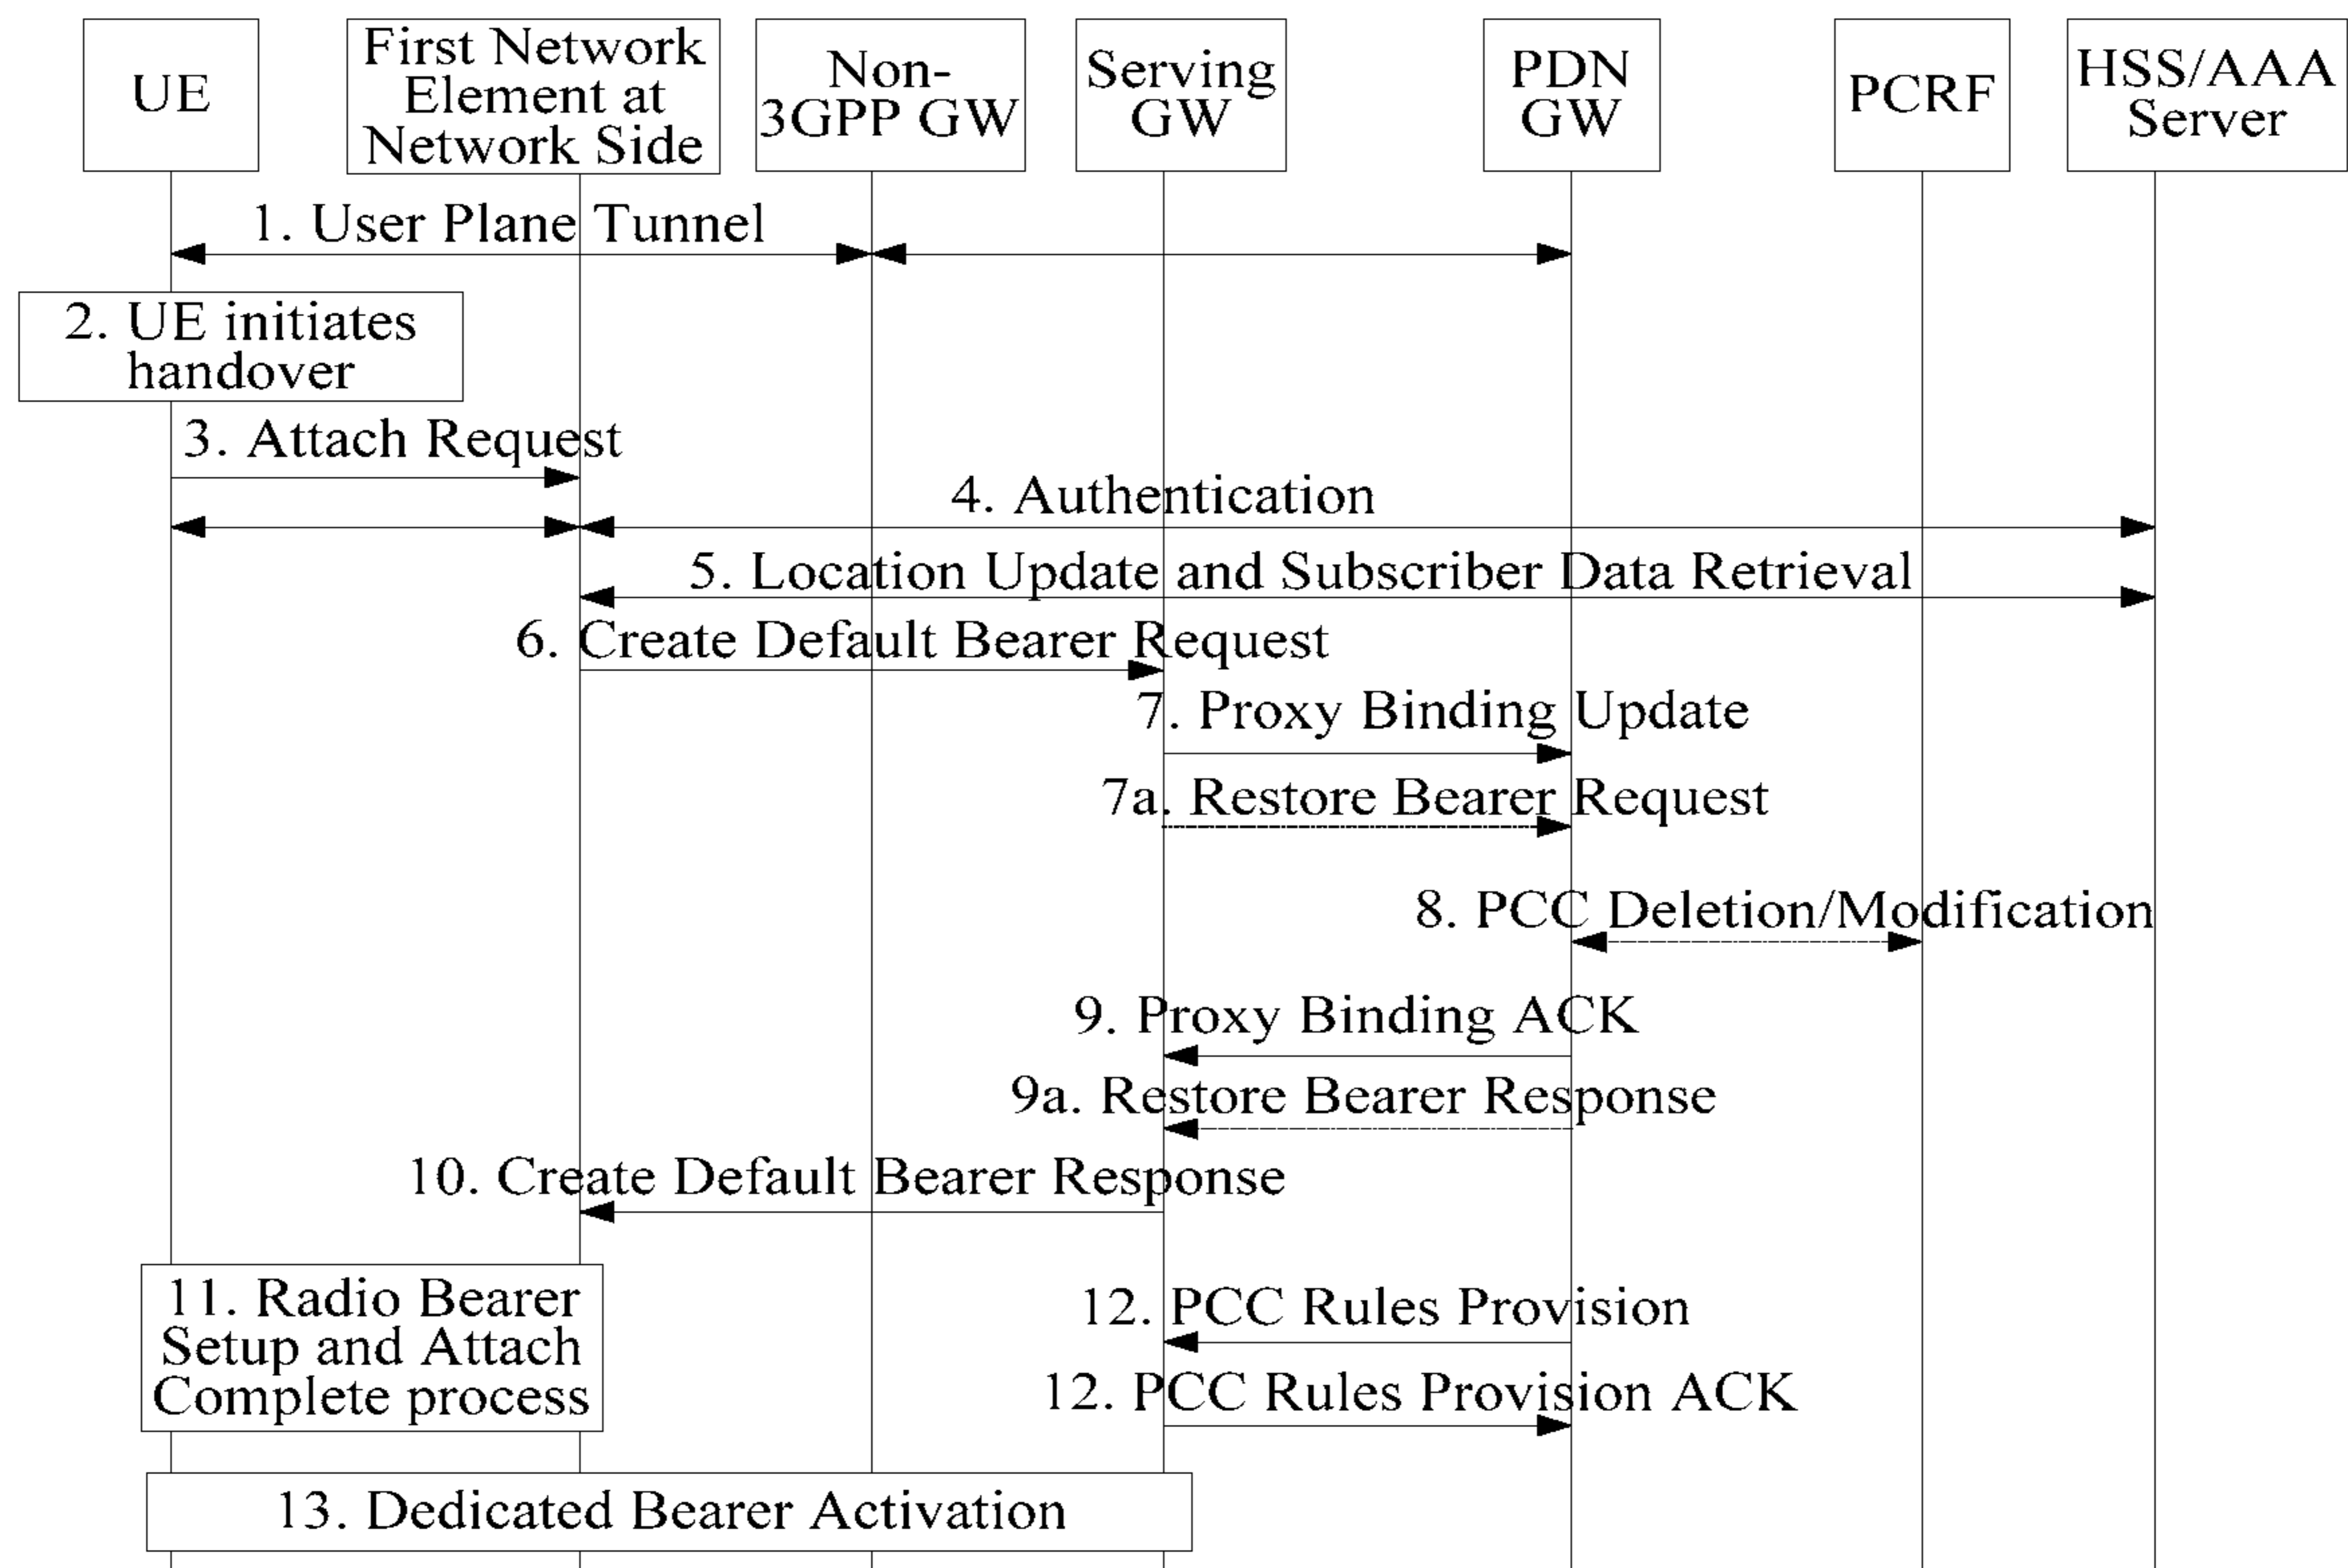 UE
First Network
Element at
Network Side
Non-
3GPP GW
Serving
GW
PDN
GW
PCRF
HSS/AAA
Server
1. User Plane Tunnel
2. UE initiates
handover
3. Attach Request
4. Authentication
5. Location Update and Subscriber Data Retrieval
6. Create Default Bearer Request
7. Proxy Binding Update
7a. Restore Bearer Request
8. PCC Deletion/Modification
9. Proxy Binding ACK
9a. Restore Bearer Response
10. Create Default Bearer Response
11. Radio Bearer
Setup and Attach
Complete process
12. PCC Rules Provision
12. PCC Rules Provision ACK
13. Dedicated Bearer Activation